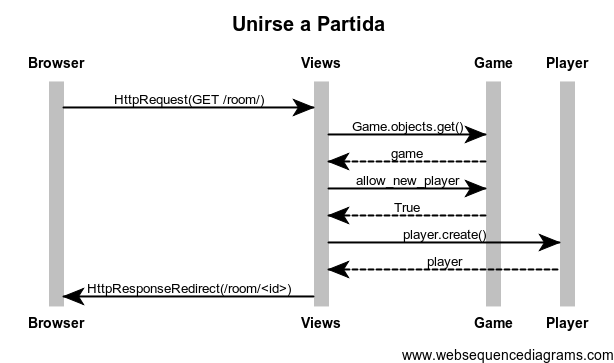 Unirse a Partida
Browser Views Game Player
HttpRequest(GET /room/)
Game.objects.get()
game
allow_new_player
True
player.create()
player
HttpResponseRedirect(/room/<id>)
Browser Views Game Player
www.websequencediagrams.com